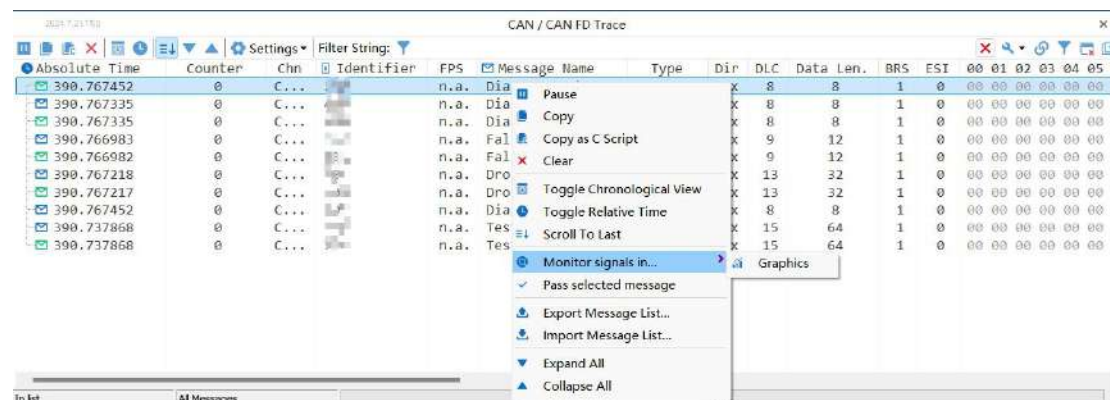 CAN / CAN FD Trace
Settings Filter String:
Absolute Time Counter Chn Identifier FPS Message Name Type Dir DLC Data Len. BRS ESI 00 01 02 03 04 05
390.767452 0 C... n.a. Dia x 8 8 1 0 00 00 00 00 00 00
390.767335 0 C... n.a. Dia x 8 8 1 0 00 00 00 00 00 00
390.767335 0 C... n.a. Dia x 8 8 1 0 00 00 00 00 00 00
390.766983 0 C... n.a. Fal x 9 12 1 0 00 00 00 00 00 00
390.766982 0 C... n.a. Fal x 9 12 1 0 00 00 00 00 00 00
390.767218 0 C... n.a. Dro x 13 32 1 0 00 00 00 00 00 00
390.767217 0 C... n.a. Dro x 13 32 1 0 00 00 00 00 00 00
390.767452 0 C... n.a. Dia x 8 8 1 0 00 00 00 00 00 00
390.737868 0 C... n.a. Tes x 15 64 1 0 00 00 00 00 00 00
390.737868 0 C... n.a. Tes x 15 64 1 0 00 00 00 00 00 00
Pause
Copy
Copy as C Script
Clear
Toggle Chronological View
Toggle Relative Time
Scroll To Last
Monitor signals in...
Graphics
Pass selected message
Export Message List...
Import Message List...
Expand All
Collapse All
In list All Messages